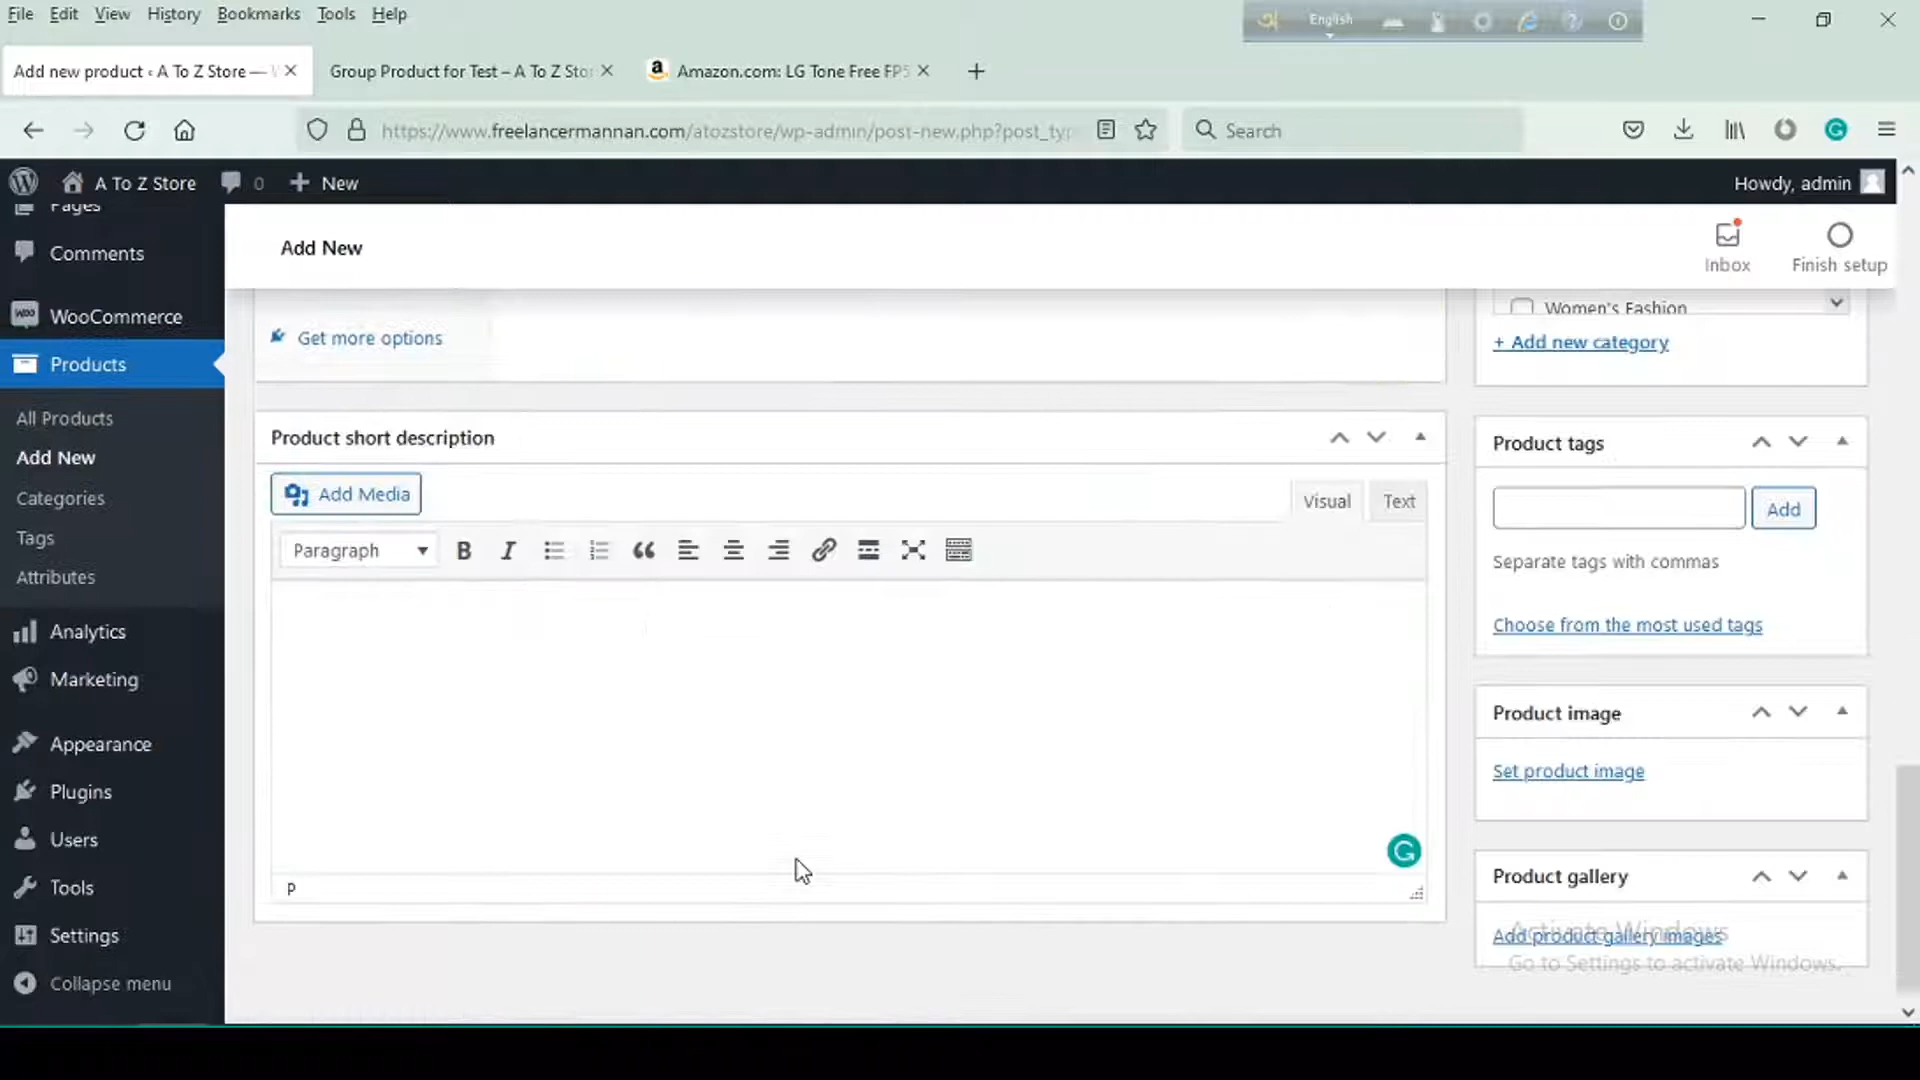 File Edit View History Bookmarks Tools Help
অ English
Add new product ‹ A To Z Store —
Group Product for Test – A To Z Sto
Amazon.com: LG Tone Free FP5
https://www.freelancermannan.com/atozstore/wp-admin/post-new.php?post_typ
Search
A To Z Store 0 New
Howdy, admin
Pages
Comments
WooCommerce
Products
All Products
Add New
Categories
Tags
Attributes
Analytics
Marketing
Appearance
Plugins
Users
Tools
Settings
Collapse menu
Add New
Inbox
Finish setup
Get more options
Product short description
Add Media
Visual Text
Paragraph
B I
P
Women's Fashion
+ Add new category
Product tags
Add
Separate tags with commas
Choose from the most used tags
Product image
Set product image
Product gallery
Add product gallery images
Activate Windows
Go to Settings to activate Windows.